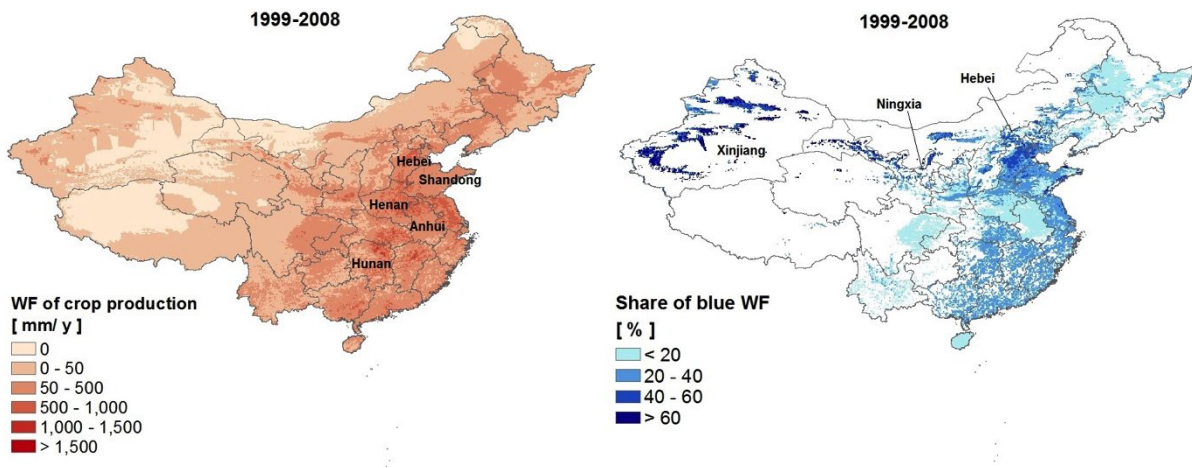 1999-2008
Hebei
Shandong
Henan
Anhui
Hunan
WF of crop production
[ mm/ y ]
0
0 - 50
50 - 500
500 - 1,000
1,000 - 1,500
> 1,500
1999-2008
Hebei
Ningxia
Xinjiang
Share of blue WF
[ % ]
< 20
20 - 40
40 - 60
> 60